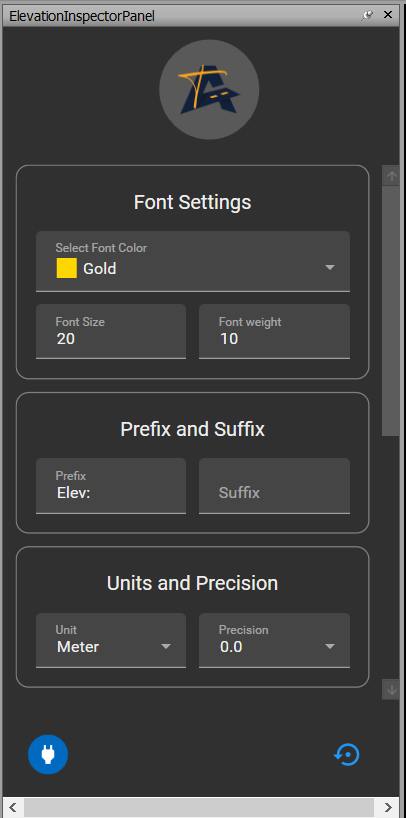 ElevationInspectorPanel
Font Settings
Select Font Color
Gold
Font Size
20
Font weight
10
Prefix and Suffix
Prefix
Elev:
Suffix
Units and Precision
Unit
Meter
Precision
0.0